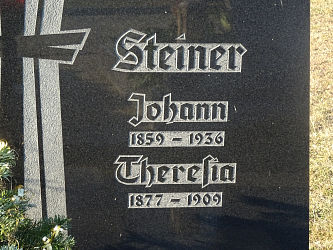 Steiner
Johann
1859 – 1936
Thereſia
1877 – 1909